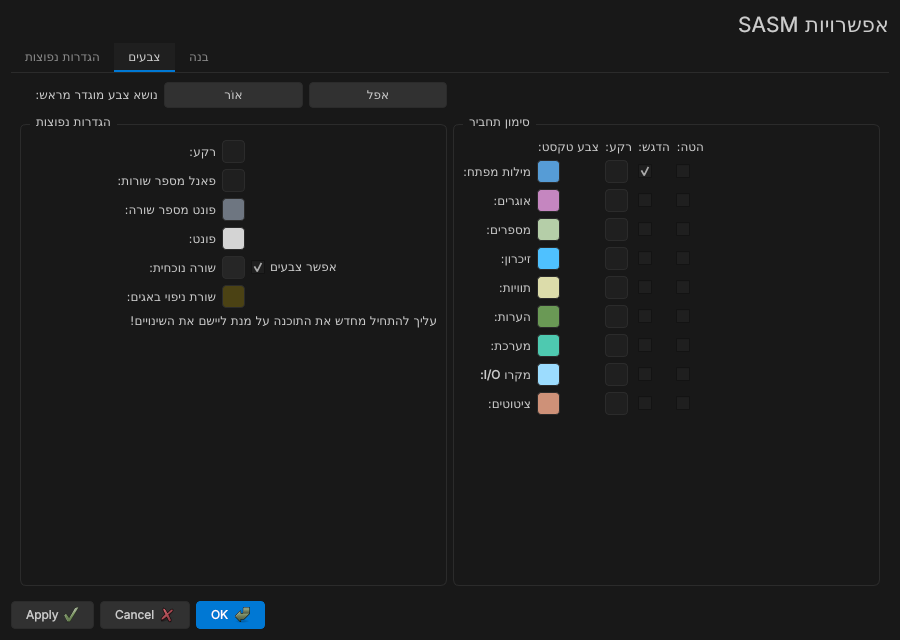 אפשרויות SASM
הגדרות נפוצות
צבעים
בנה
נושא צבע מוגדר מראש:
אור
אפל
הגדרות נפוצות
רקע:
פאנל מספר שורות:
פונט מספר שורה:
פונט:
שורה נוכחית:
אפשר צבעים
שורת ניפוי באגים:
עליך להתחיל מחדש את התוכנה על מנת ליישם את השינויים!
סימון תחביר
צבע טקסט:
רקע:
הדגש:
הטה:
מילות מפתח:
אוגרים:
מספרים:
זיכרון:
תוויות:
הערות:
מערכת:
מקרו I/O:
ציטוטים:
Apply
Cancel
OK